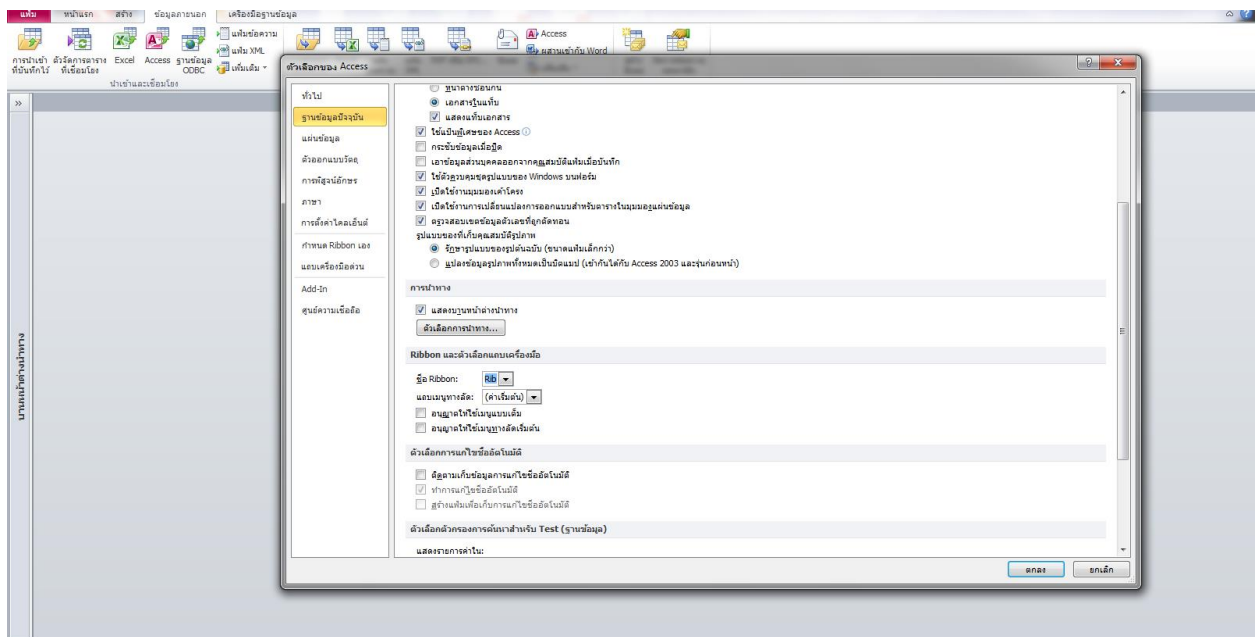 แฟ้ม หน้าแรก สร้าง ข้อมูลภายนอก เครื่องมือฐานข้อมูล
การนำเข้าที่บันทึกไว้
ตัวจัดการตารางที่เชื่อมโยง
Excel
Access
ฐานข้อมูล ODBC
แฟ้มข้อความ
แฟ้ม XML
เพิ่มเติม
Access
ผสานเข้ากับ Word
นำเข้าและเชื่อมโยง
บานหน้าต่างนำทาง
ตัวเลือกของ Access
ทั่วไป
ฐานข้อมูลปัจจุบัน
แผ่นข้อมูล
ตัวออกแบบวัตถุ
การพิสูจน์อักษร
ภาษา
การตั้งค่าไคลเอ็นต์
กำหนด Ribbon เอง
แถบเครื่องมือด่วน
Add-In
ศูนย์ความเชื่อถือ
หน้าต่างซ้อนกัน
เอกสารในแท็บ
แสดงแท็บเอกสาร
ใช้แป้นพิเศษของ Access
กระชับข้อมูลเมื่อปิด
เอาข้อมูลส่วนบุคคลออกจากคุณสมบัติแฟ้มเมื่อบันทึก
ใช้ตัวควบคุมชุดรูปแบบของ Windows บนฟอร์ม
เปิดใช้งานมุมมองเค้าโครง
เปิดใช้งานการเปลี่ยนแปลงการออกแบบสำหรับตารางในมุมมองแผ่นข้อมูล
ตรวจสอบเขตข้อมูลตัวเลขที่ถูกตัดทอน
รูปแบบของที่เก็บคุณสมบัติรูปภาพ
รักษารูปแบบของรูปต้นฉบับ (ขนาดแฟ้มเล็กกว่า)
แปลงข้อมูลรูปภาพทั้งหมดเป็นบิตแมป (เข้ากันได้กับ Access 2003 และรุ่นก่อนหน้า)
การนำทาง
แสดงบานหน้าต่างนำทาง
ตัวเลือกการนำทาง...
Ribbon และตัวเลือกแถบเครื่องมือ
ชื่อ Ribbon: Rib
แถบเมนูทางลัด: (ค่าเริ่มต้น)
อนุญาตให้ใช้เมนูแบบเต็ม
อนุญาตให้ใช้เมนูทางลัดเริ่มต้น
ตัวเลือกการแก้ไขชื่ออัตโนมัติ
ติดตามเก็บข้อมูลการแก้ไขชื่ออัตโนมัติ
ทำการแก้ไขชื่ออัตโนมัติ
สร้างแฟ้มเพื่อเก็บการแก้ไขชื่ออัตโนมัติ
ตัวเลือกตัวกรองการค้นหาสำหรับ Test (ฐานข้อมูล)
แสดงรายการค่าใน:
ตกลง ยกเลิก